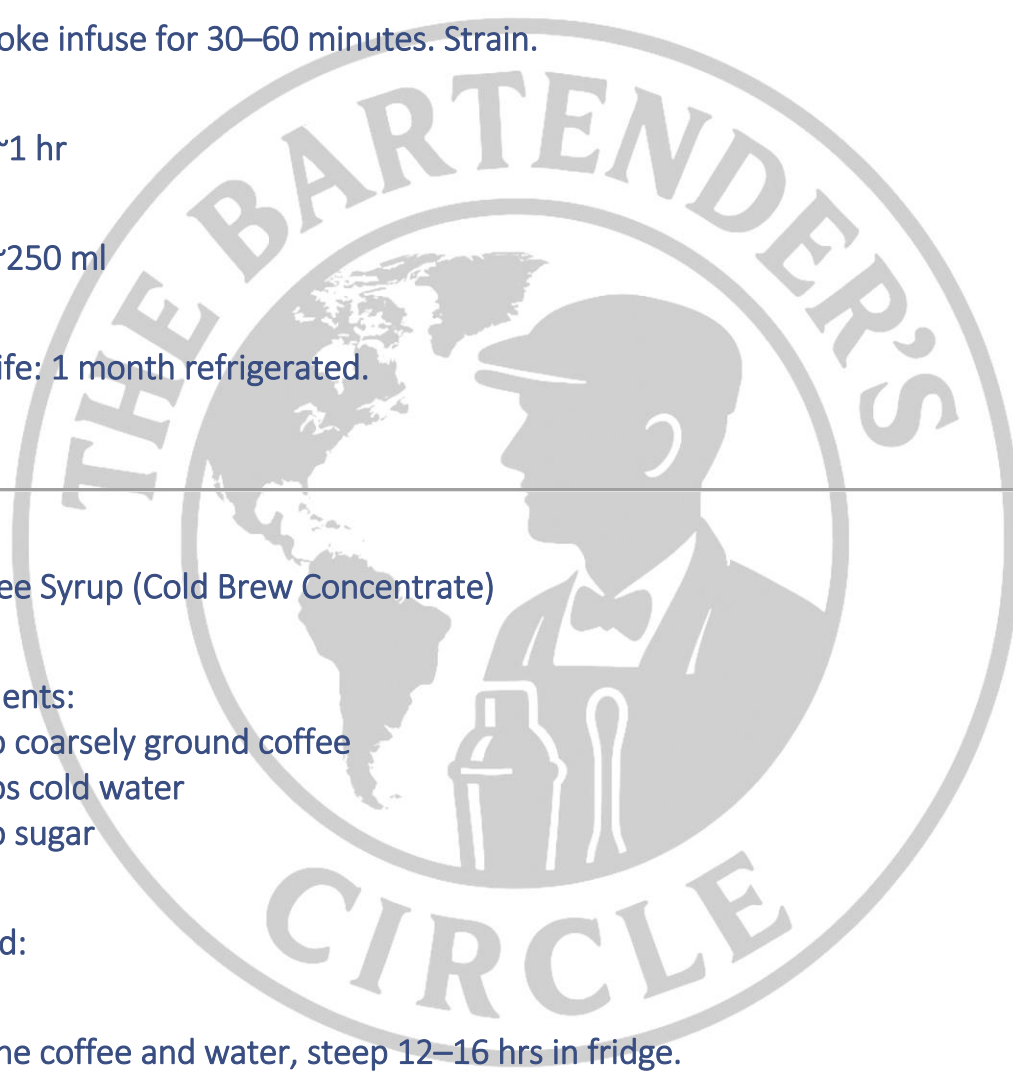 oke infuse for 30–60 minutes. Strain.
~1 hr
~250 ml
ife: 1 month refrigerated.
ee Syrup (Cold Brew Concentrate)
ents:
p coarsely ground coffee
ps cold water
p sugar
d:
ne coffee and water, steep 12–16 hrs in fridge.
THE BARTENDER'S
CIRCLE